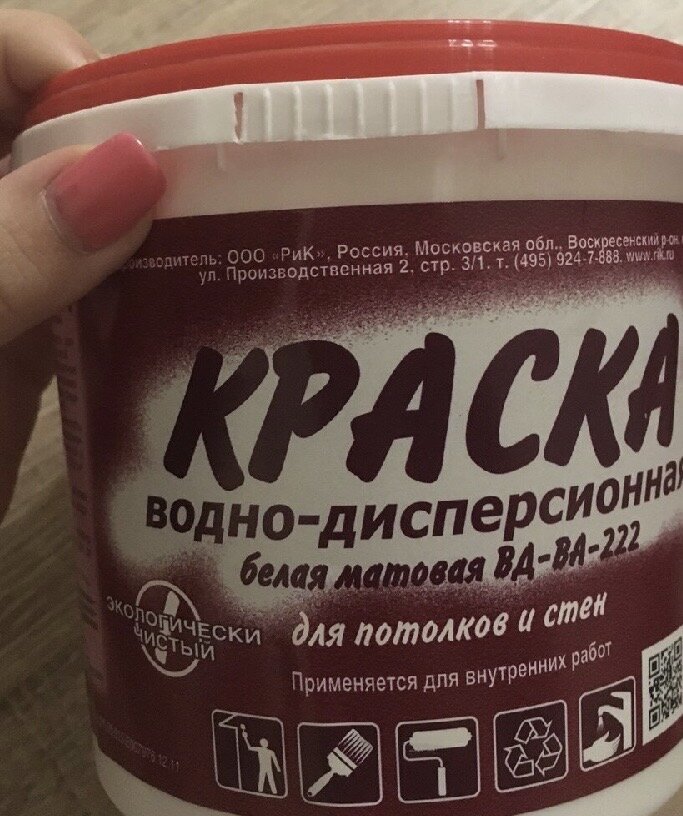 ООО «РиК», Россия, Московская обл., Воскресенский р-он,
ул. Производственная 2, стр. 3/1. т. (495) 924-7-888. www.rik.ru
КРАСКА
водно-дисперсионная
белая матовая ВД-ВА-222
для потолков и стен
ЭКОЛОГИЧЕСКИ
ЧИСТЫЙ
Применяется для внутренних работ